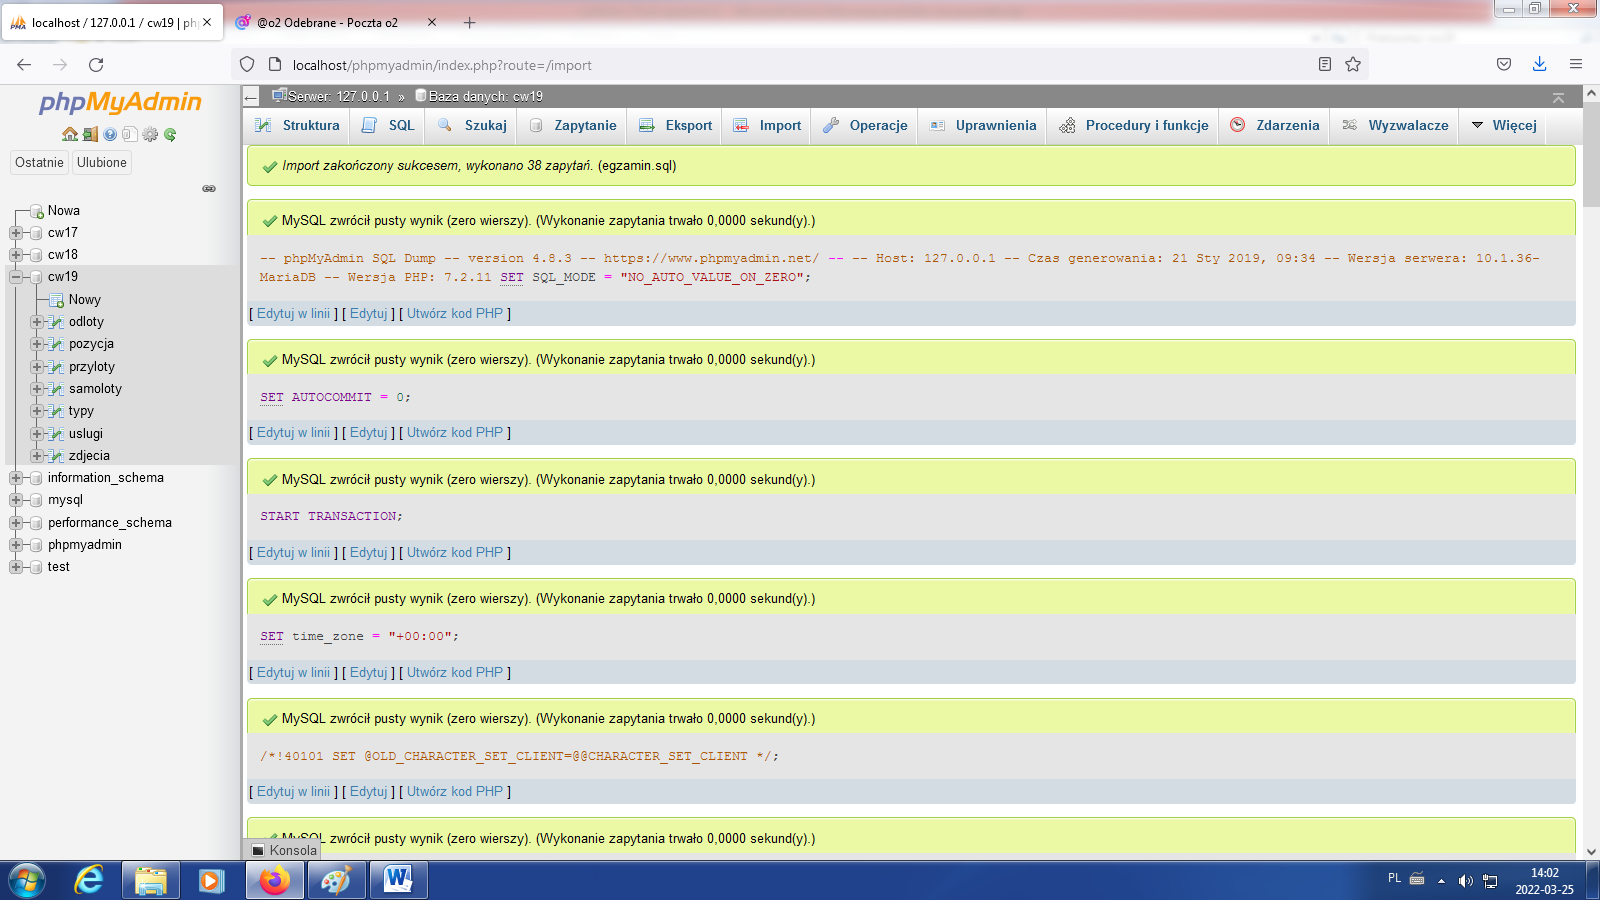 localhost / 127.0.0.1 / cw19 | ph
@o2 Odebrane - Poczta o2
localhost/phpmyadmin/index.php?route=/import
phpMyAdmin
Ostatnie Ulubione
Nowa
cw17
cw18
cw19
Nowy
odloty
pozycja
przyloty
samoloty
typy
uslugi
zdjecia
information_schema
mysql
performance_schema
phpmyadmin
test
Serwer: 127.0.0.1 » Baza danych: cw19
Struktura SQL Szukaj Zapytanie Eksport Import Operacje Uprawnienia Procedury i funkcje Zdarzenia Wyzwalacze Więcej
Import zakończony sukcesem, wykonano 38 zapytań. (egzamin.sql)
MySQL zwrócił pusty wynik (zero wierszy). (Wykonanie zapytania trwało 0,0000 sekund(y).)
-- phpMyAdmin SQL Dump -- version 4.8.3 -- https://www.phpmyadmin.net/ -- -- Host: 127.0.0.1 -- Czas generowania: 21 Sty 2019, 09:34 -- Wersja serwera: 10.1.36-
MariaDB -- Wersja PHP: 7.2.11 SET SQL_MODE = "NO_AUTO_VALUE_ON_ZERO";
[ Edytuj w linii ] [ Edytuj ] [ Utwórz kod PHP ]
MySQL zwrócił pusty wynik (zero wierszy). (Wykonanie zapytania trwało 0,0000 sekund(y).)
SET AUTOCOMMIT = 0;
[ Edytuj w linii ] [ Edytuj ] [ Utwórz kod PHP ]
MySQL zwrócił pusty wynik (zero wierszy). (Wykonanie zapytania trwało 0,0000 sekund(y).)
START TRANSACTION;
[ Edytuj w linii ] [ Edytuj ] [ Utwórz kod PHP ]
MySQL zwrócił pusty wynik (zero wierszy). (Wykonanie zapytania trwało 0,0000 sekund(y).)
SET time_zone = "+00:00";
[ Edytuj w linii ] [ Edytuj ] [ Utwórz kod PHP ]
MySQL zwrócił pusty wynik (zero wierszy). (Wykonanie zapytania trwało 0,0000 sekund(y).)
/*!40101 SET @OLD_CHARACTER_SET_CLIENT=@@CHARACTER_SET_CLIENT */;
[ Edytuj w linii ] [ Edytuj ] [ Utwórz kod PHP ]
MySQL zwrócił pusty wynik (zero wierszy). (Wykonanie zapytania trwało 0,0000 sekund(y).)
Konsola
PL
14:02
2022-03-25